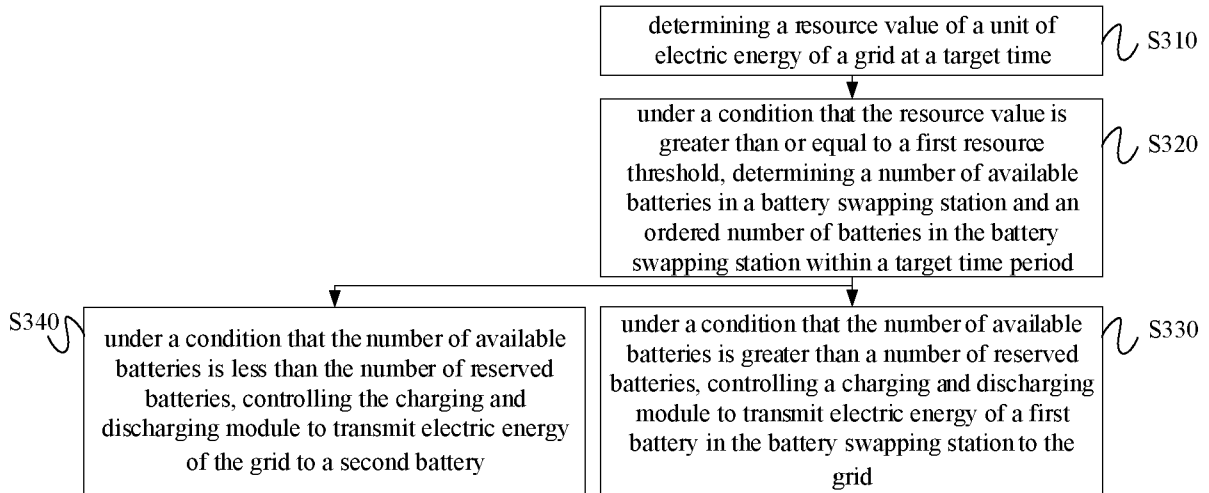 determining a resource value of a unit of
electric energy of a grid at a target time
S310
under a condition that the resource value is
greater than or equal to a first resource
threshold, determining a number of available
batteries in a battery swapping station and an
ordered number of batteries in the battery
swapping station within a target time period
S320
S340
under a condition that the number of available
batteries is less than the number of reserved
batteries, controlling the charging and
discharging module to transmit electric energy
of the grid to a second battery
under a condition that the number of available
batteries is greater than a number of reserved
batteries, controlling a charging and discharging
module to transmit electric energy of a first
battery in the battery swapping station to the
grid
S330